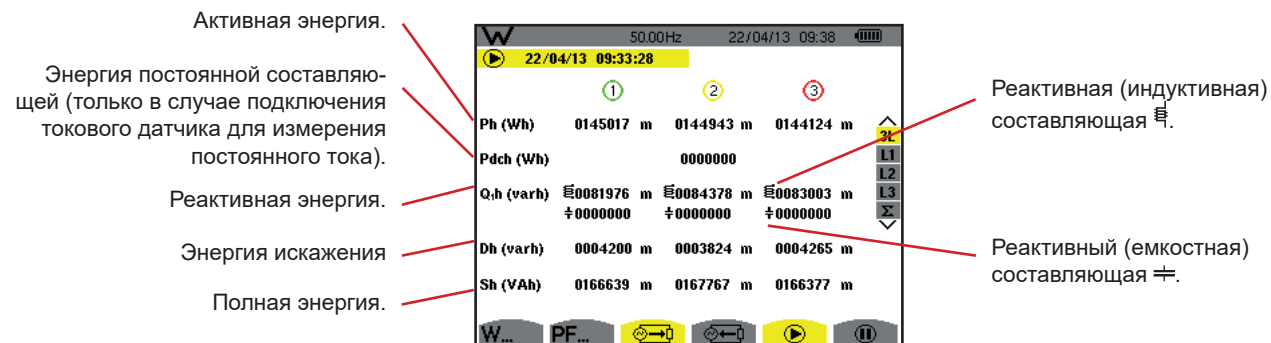 Активная энергия.
Энергия постоянной составляю-
щей (только в случае подключения
токового датчика для измерения
постоянного тока).
Реактивная энергия.
Энергия искажения
Полная энергия.
W 50.00Hz 22/04/13 09:38
22/04/13 09:33:28
1 2 3
Ph (Wh) 0145017 m 0144943 m 0144124 m
Pdch (Wh) 0000000
Q₁h (varh) 0081976 m 0084378 m 0083003 m
0000000 0000000 0000000
Dh (varh) 0004200 m 0003824 m 0004265 m
Sh (VAh) 0166639 m 0167767 m 0166377 m
3L
L1
L2
L3
Σ
W... PF...
Реактивная (индуктивная)
составляющая .
Реактивный (емкостная)
составляющая .